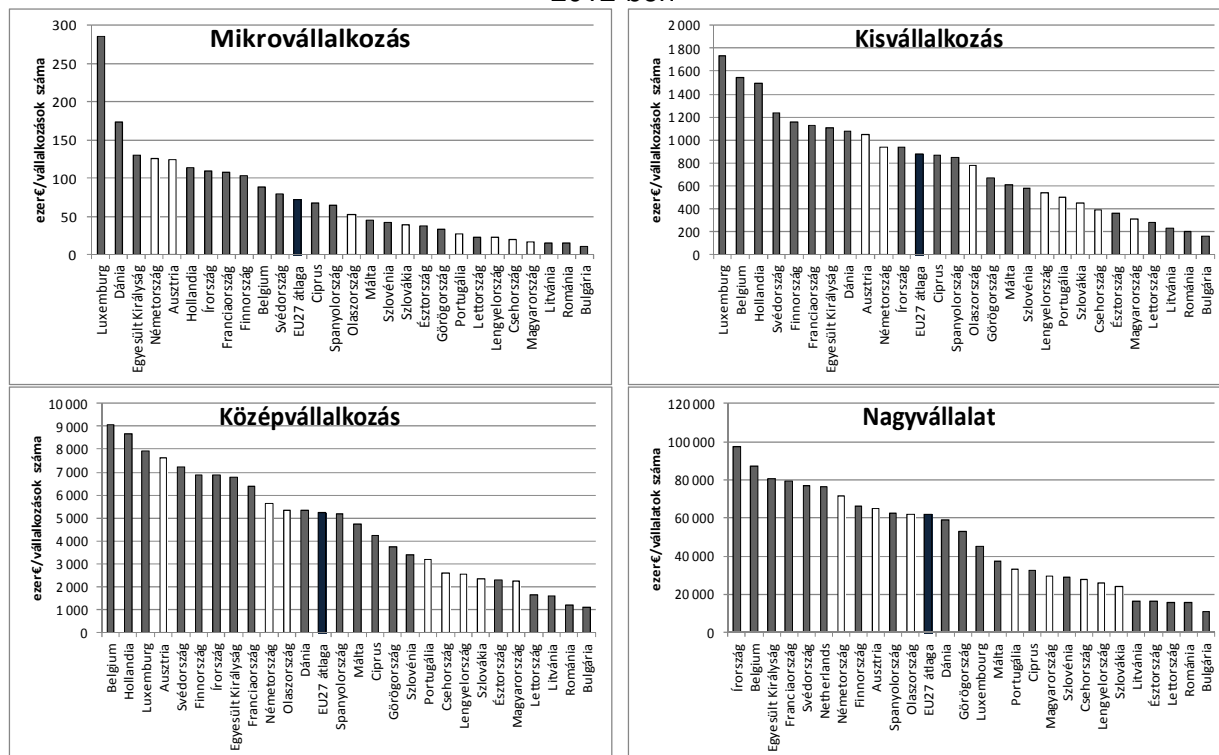 2012-ben
Mikrovállalkozás
ezer€/vállalkozások száma
300
250
200
150
100
50
0
Luxemburg
Dánia
Egyesült Királyság
Németország
Austria
Hollandia
Írország
Franciaország
Finnország
Belgium
Svédország
EU27 átlaga
Ciprus
Spanyolország
Olaszország
Málta
Szlovénia
Szlovákia
Észtország
Görögország
Portugália
Lettország
Lengyelország
Csehország
Magyarország
Litvánia
Románia
Bulgária
Kisvállalkozás
ezer€/vállalkozások száma
2 000
1 800
1 600
1 400
1 200
1 000
800
600
400
200
0
Luxemburg
Belgium
Hollandia
Svédország
Finnország
Franciaország
Egyesült Királyság
Dánia
Austria
Németország
Írország
EU27 átlaga
Ciprus
Spanyolország
Olaszország
Görögország
Málta
Szlovénia
Lengyelország
Portugália
Szlovákia
Csehország
Észtország
Magyarország
Lettország
Litvánia
Románia
Bulgária
Középvállalkozás
ezer€/vállalkozások száma
10 000
9 000
8 000
7 000
6 000
5 000
4 000
3 000
2 000
1 000
0
Belgium
Hollandia
Luxemburg
Austria
Svédország
Finnország
Írország
Egyesült Királyság
Franciaország
Németország
Olaszország
Dánia
EU27 átlaga
Spanyolország
Málta
Ciprus
Görögország
Szlovénia
Portugália
Csehország
Lengyelország
Szlovákia
Észtország
Magyarország
Lettország
Litvánia
Románia
Bulgária
Nagyvállalat
ezer€/vállalatok száma
120 000
100 000
80 000
60 000
40 000
20 000
0
Írország
Belgium
Egyesült Királyság
Franciaország
Svédország
Netherlands
Németország
Finnország
Austria
Spanyolország
Olaszország
EU27 átlaga
Dánia
Görögország
Luxembourg
Málta
Portugália
Ciprus
Magyarország
Szlovénia
Csehország
Lengyelország
Szlovákia
Litvánia
Észtország
Lettország
Románia
Bulgária